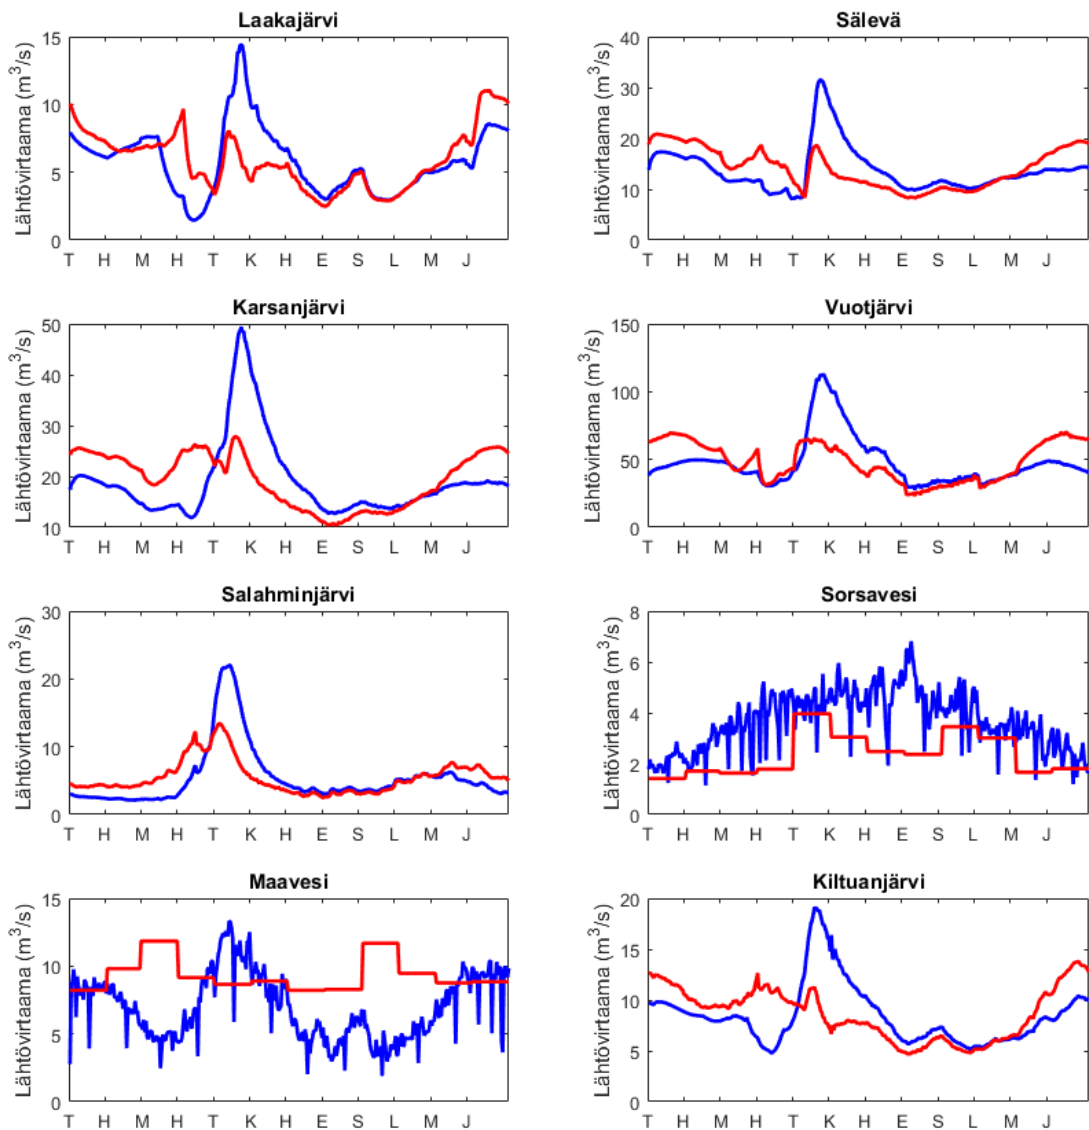 Laakajärvi
Lähtövirtaama (m³/s)
15
10
5
0
T H M H T K H E S L M J
Sälevä
Lähtövirtaama (m³/s)
40
30
20
10
0
T H M H T K H E S L M J
Karsanjärvi
Lähtövirtaama (m³/s)
50
40
30
20
10
T H M H T K H E S L M J
Vuotjärvi
Lähtövirtaama (m³/s)
150
100
50
0
T H M H T K H E S L M J
Salahminjärvi
Lähtövirtaama (m³/s)
30
20
10
0
T H M H T K H E S L M J
Sorsavesi
Lähtövirtaama (m³/s)
8
6
4
2
0
T H M H T K H E S L M J
Maavesi
Lähtövirtaama (m³/s)
15
10
5
0
T H M H T K H E S L M J
Kiltuanjärvi
Lähtövirtaama (m³/s)
20
15
10
5
0
T H M H T K H E S L M J